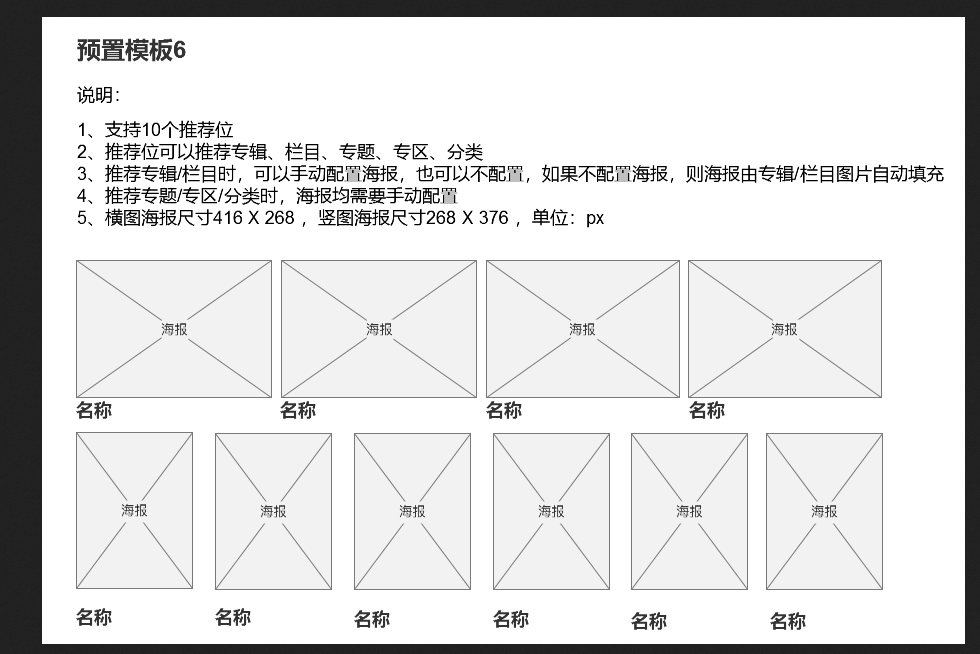 预置模板6
说明：
1、支持10个推荐位
2、推荐位可以推荐专辑、栏目、专题、专区、分类
3、推荐专辑/栏目时，可以手动配置海报，也可以不配置，如果不配置海报，则海报由专辑/栏目图片自动填充
4、推荐专题/专区/分类时，海报均需要手动配置
5、横图海报尺寸416 X 268 ，竖图海报尺寸268 X 376 ，单位：px
海报 海报 海报 海报
名称 名称 名称 名称
海报 海报 海报 海报 海报 海报
名称 名称 名称 名称 名称 名称